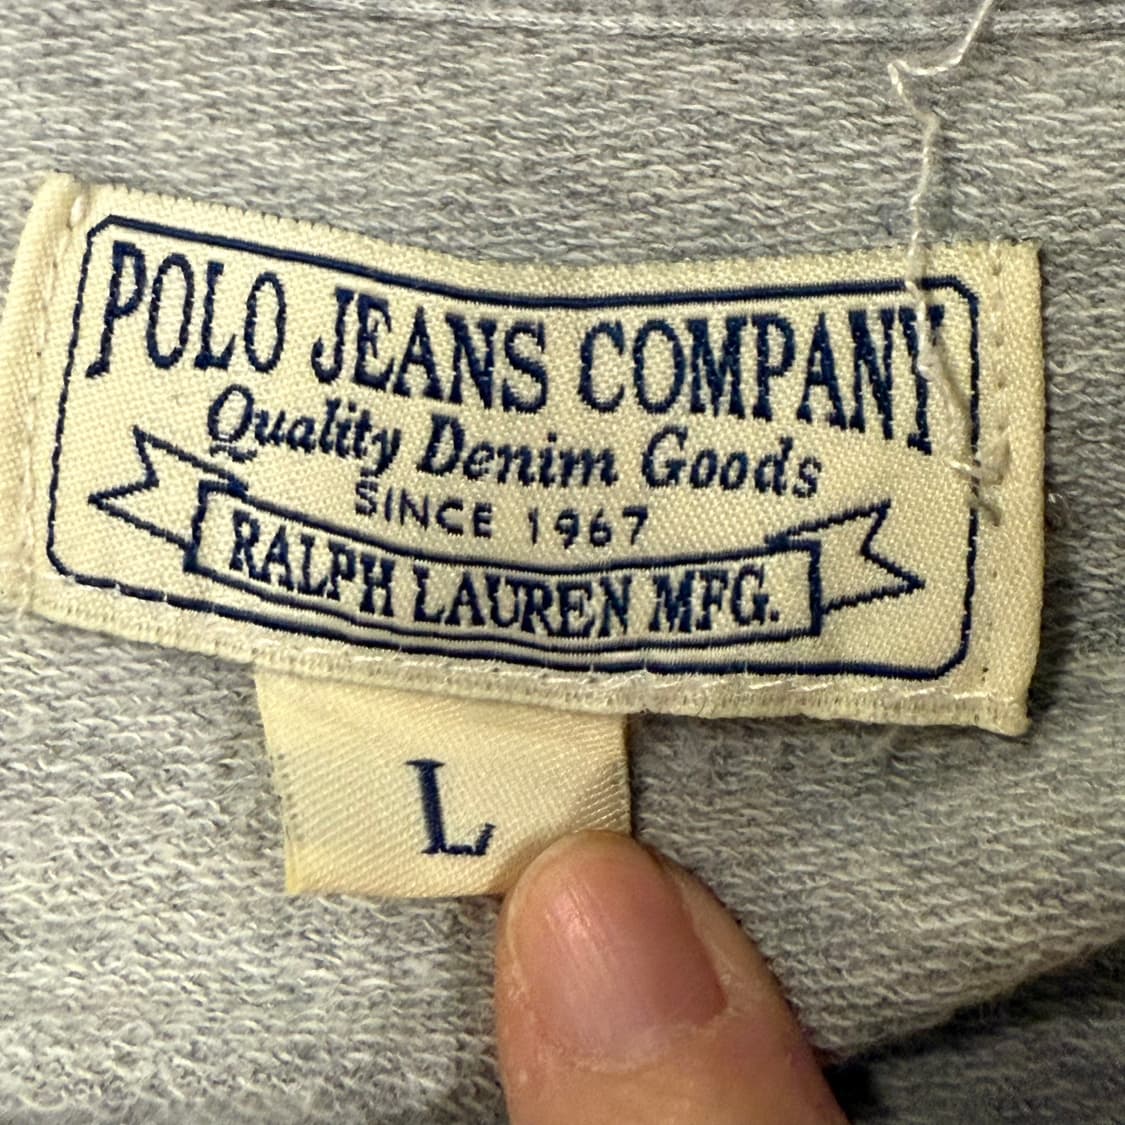 POLO JEANS COMPANY
Quality Denim Goods
SINCE 1967
RALPH LAUREN MFG.
L